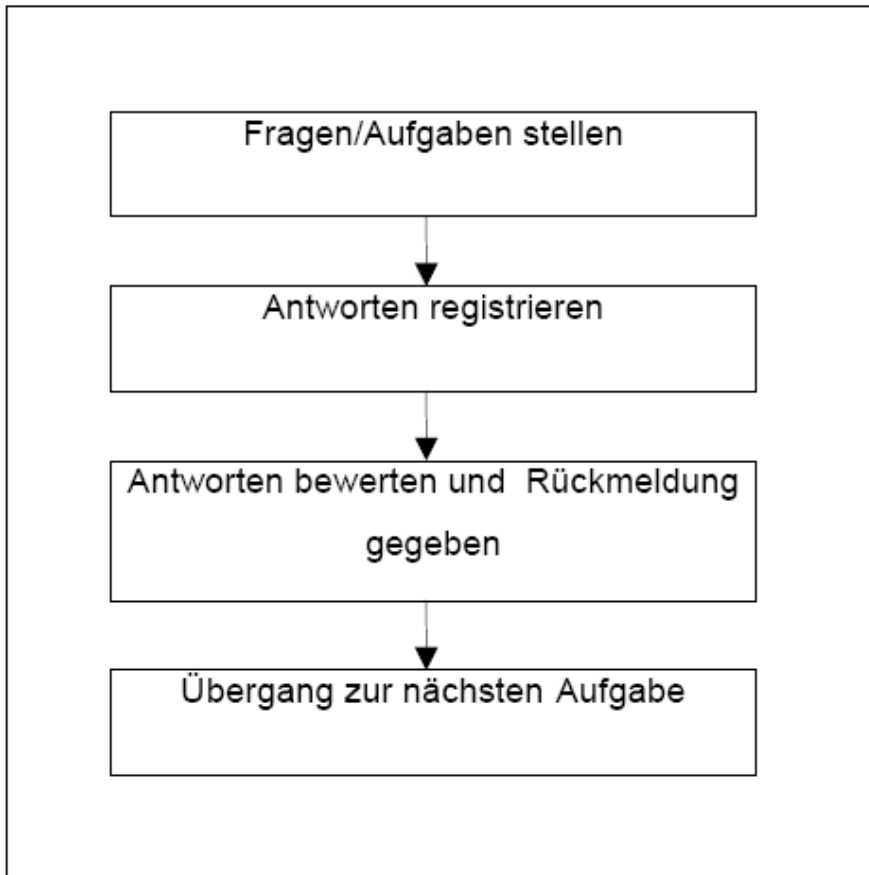 Fragen/Aufgaben stellen
Antworten registrieren
Antworten bewerten und Rückmeldung
gegeben
Übergang zur nächsten Aufgabe